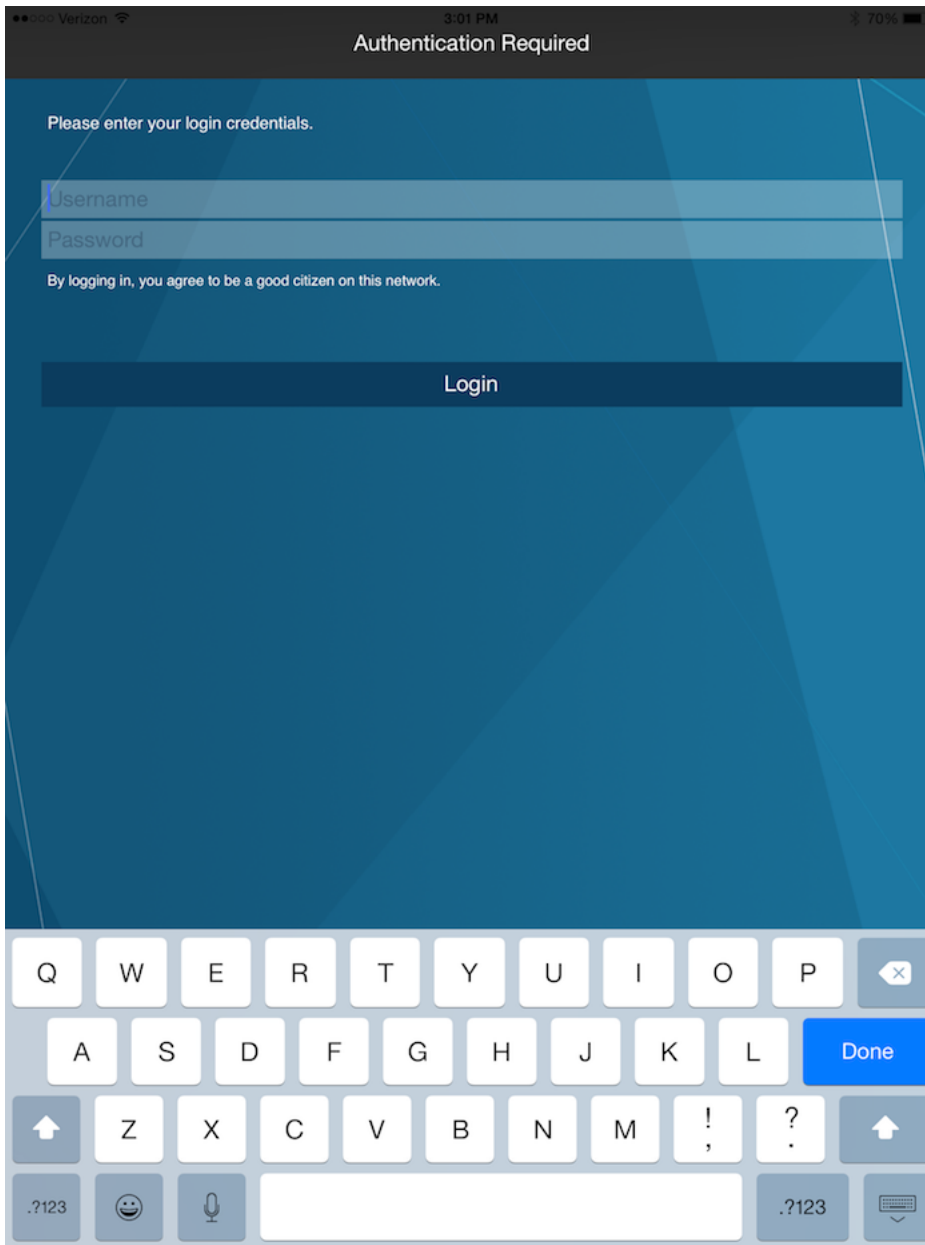 Verizon 3:01 PM 70%
Authentication Required
Please enter your login credentials.
Username
Password
By logging in, you agree to be a good citizen on this network.
Login
Q W E R T Y U I O P
A S D F G H J K L Done
Z X C V B N M ! , ? .
.?123 .?123